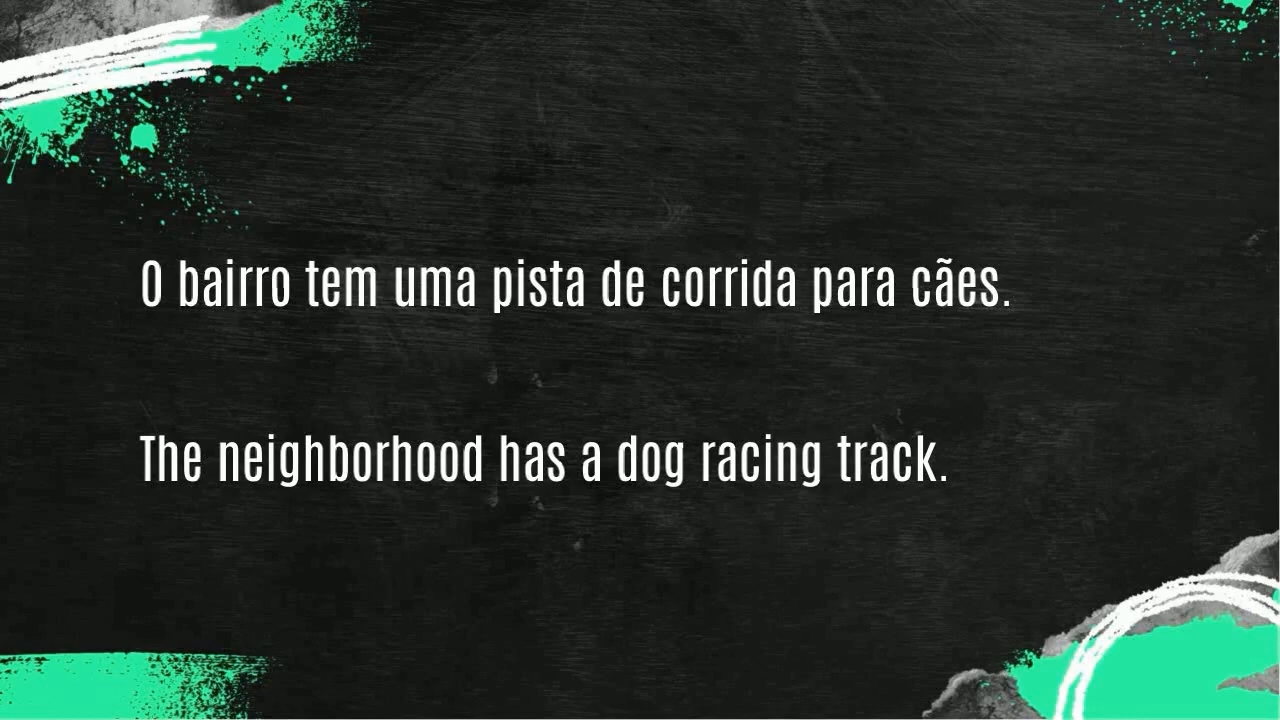 O bairro tem uma pista de corrida para cães.
The neighborhood has a dog racing track.